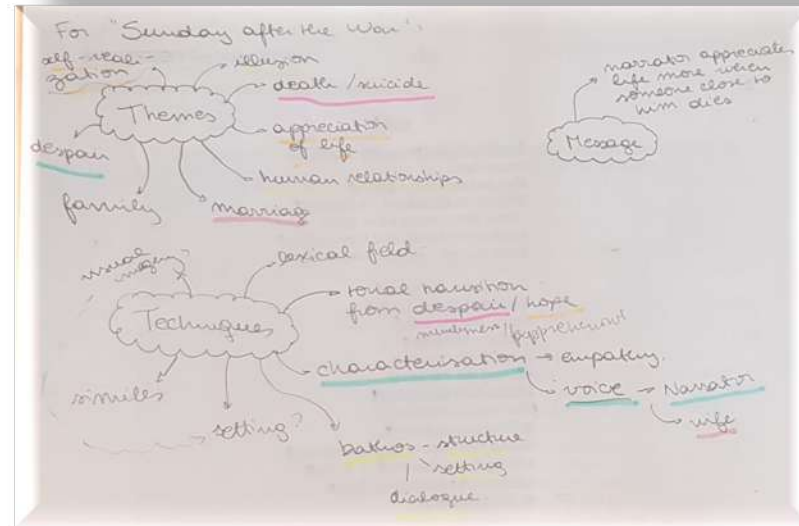 For "Sunday after the War":
self-reali-
zation
illusion
death / suicide
Themes
appreciation
of life
despair
human relationships
family
marriage
narrator appreciates
life more when
someone close to
him dies
Message
visual
imagery
lexical field
tonal transition
from despair / hope
numbness /
Techniques
characterisation → empathy.
voice → Narrator
wife
similes
setting?
bathos - structure
setting
dialogue